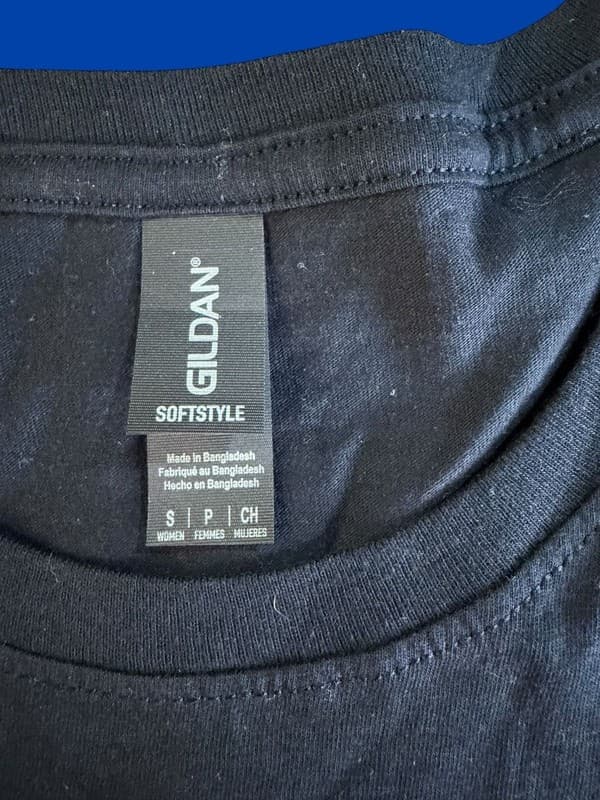 GILDAN®
SOFTSTYLE
Made in Bangladesh
Fabriqué au Bangladesh
Hecho en Bangladesh
S | P | CH
WOMEN FEMMES MUJERES